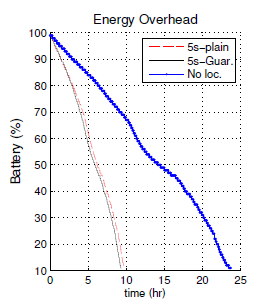 Energy Overhead
5s-plain
5s-Guar.
No loc.
Battery (%)
100
90
80
70
60
50
40
30
20
10
0 5 10 15 20 25
time (hr)